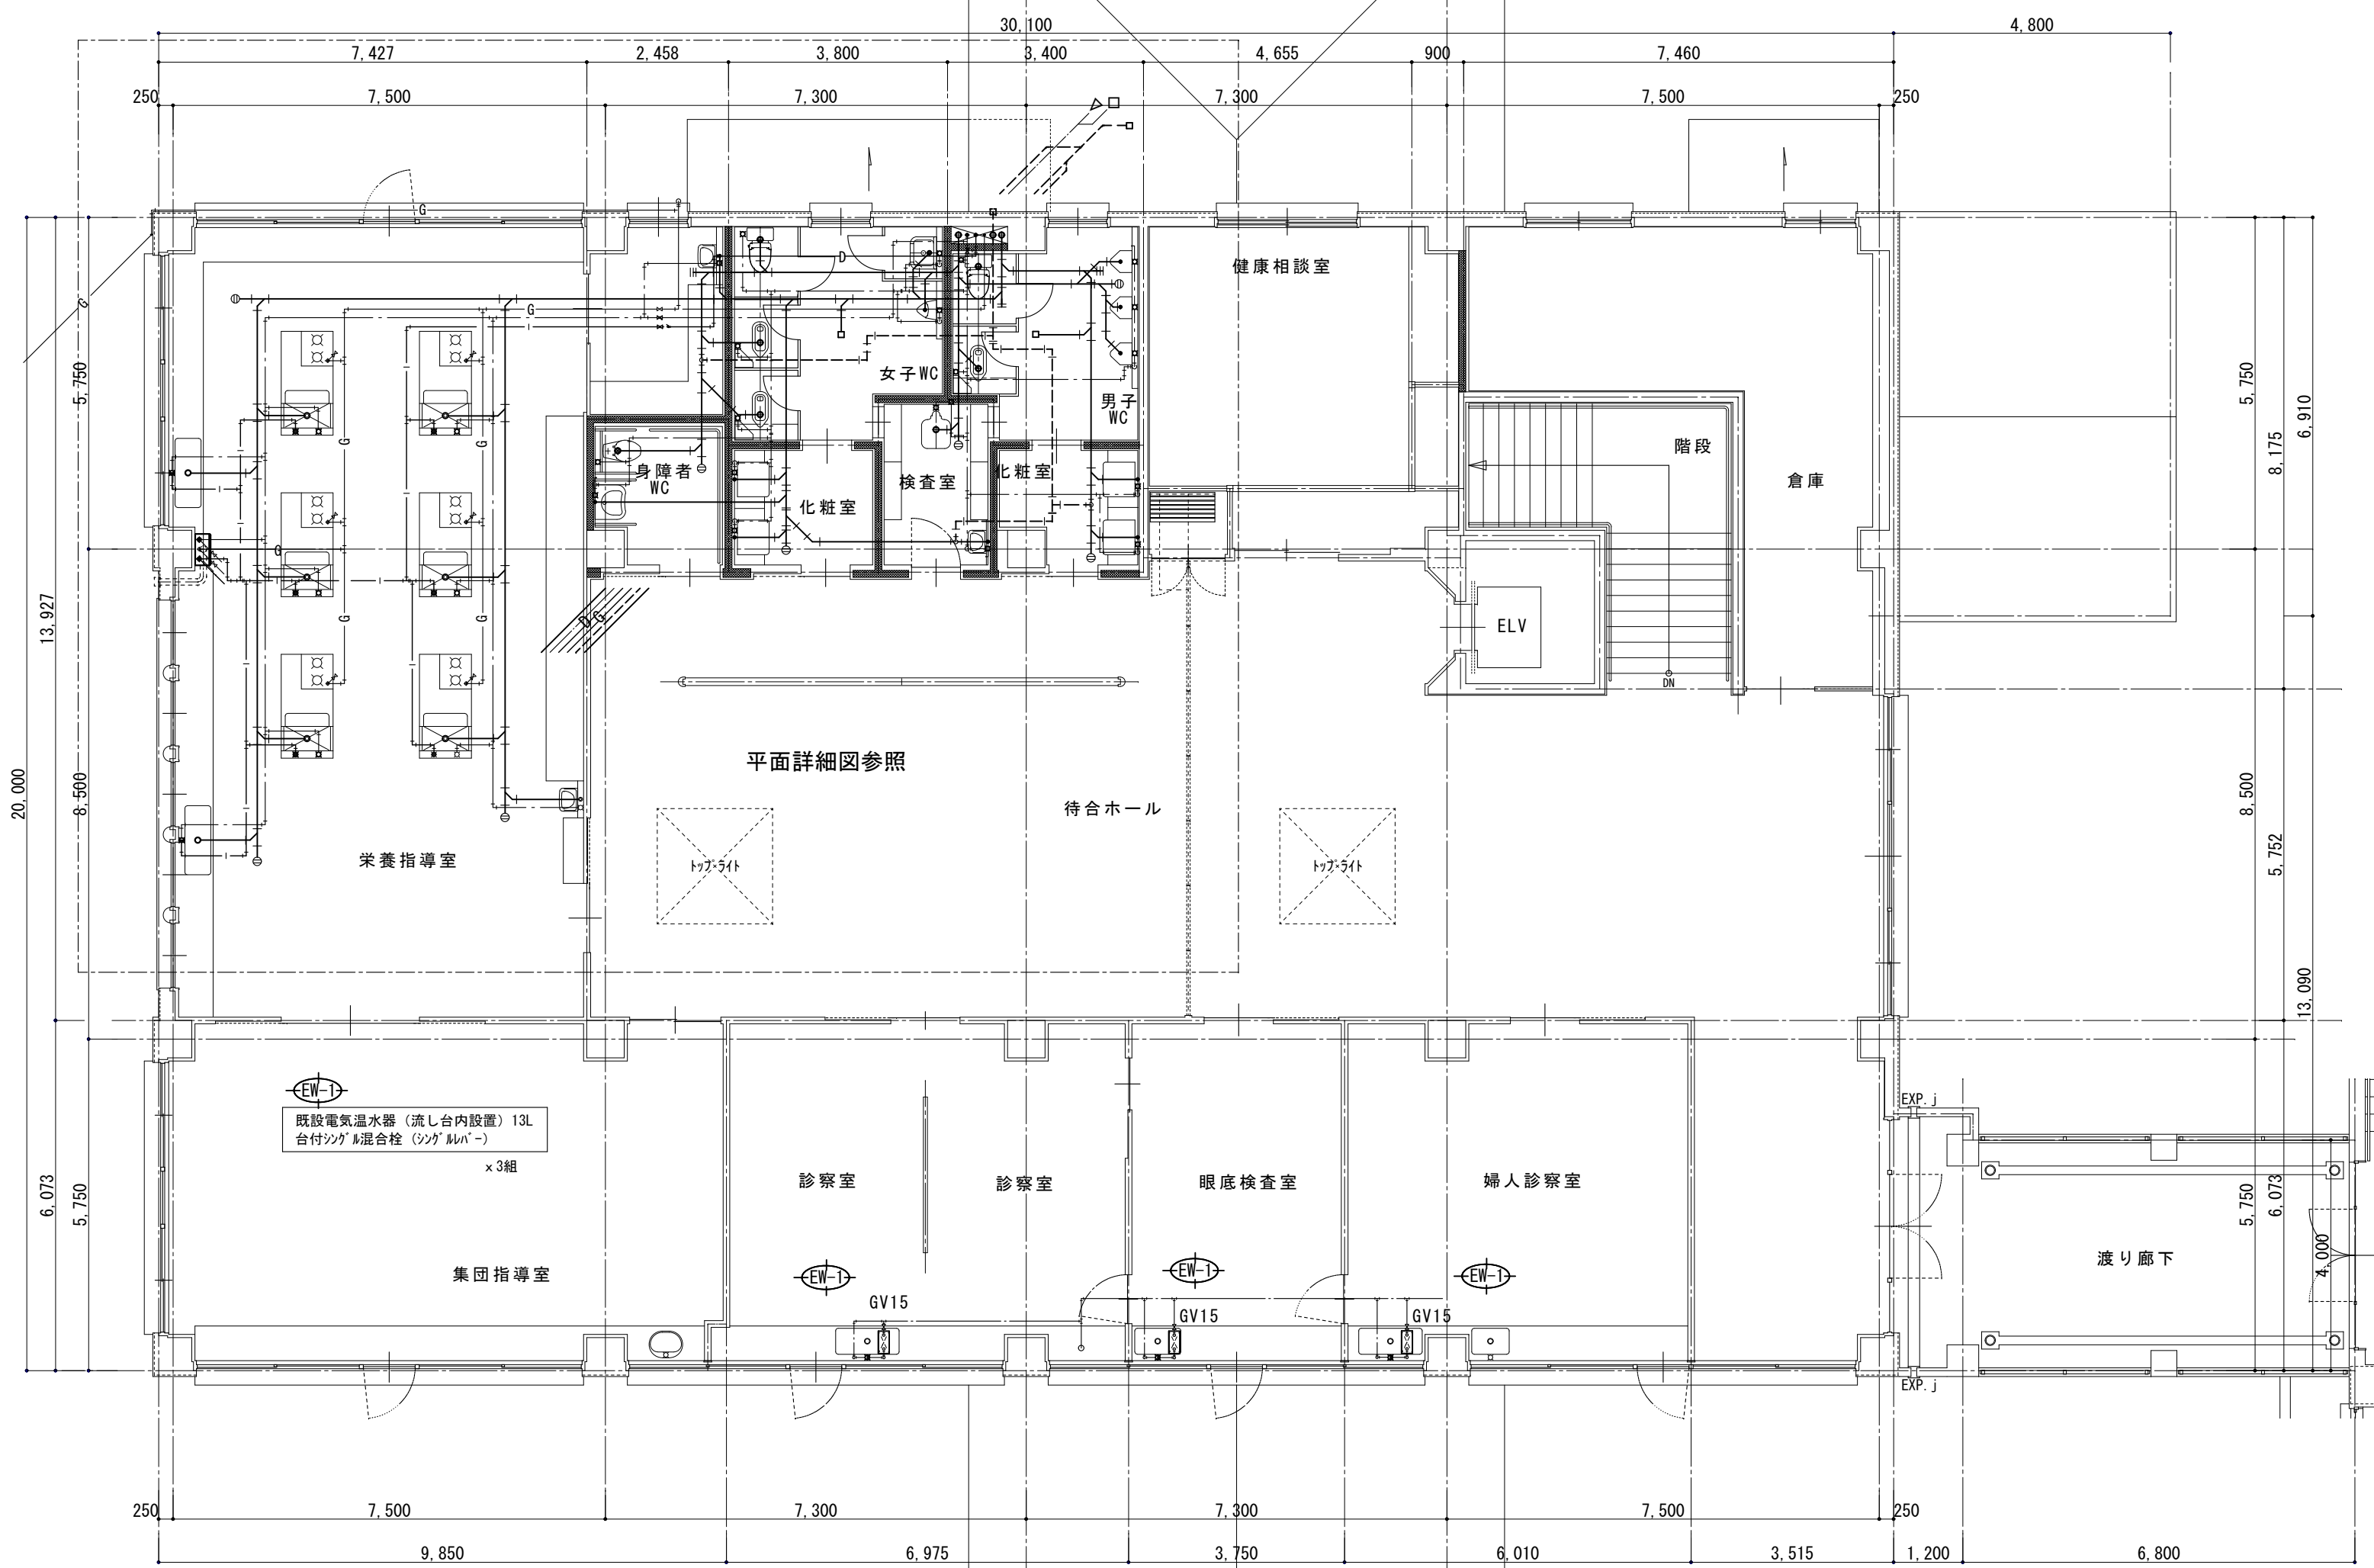 30,100
4,800
7,427
2,458
3,800
3,400
4,655
900
7,460
250
7,500
7,300
7,300
7,500
250
G
D
健康相談室
G
G
5,750
女子WC
男子
WC
5,750
6,910
8,175
G
G
階段
倉庫
身障者
WC
化粧室
検査室
化粧室
G
13,927
G
G
D
G
ELV
DN
平面詳細図参照
待合ホール
20,000
8,500
8,500
5,752
栄養指導室
トップ・ライト
トップ・ライト
13,090
EW-1
既設電気温水器（流し台内設置）13L
台付シングル混合栓（シングルレバー）
x3組
EXP.j
診察室
診察室
眼底検査室
婦人診察室
6,073
5,750
5,750
6,073
4,000
渡り廊下
集団指導室
EW-1
EW-1
EW-1
GV15
GV15
GV15
EXP.j
250
7,500
7,300
7,300
7,500
250
9,850
6,975
3,750
6,010
3,515
1,200
6,800